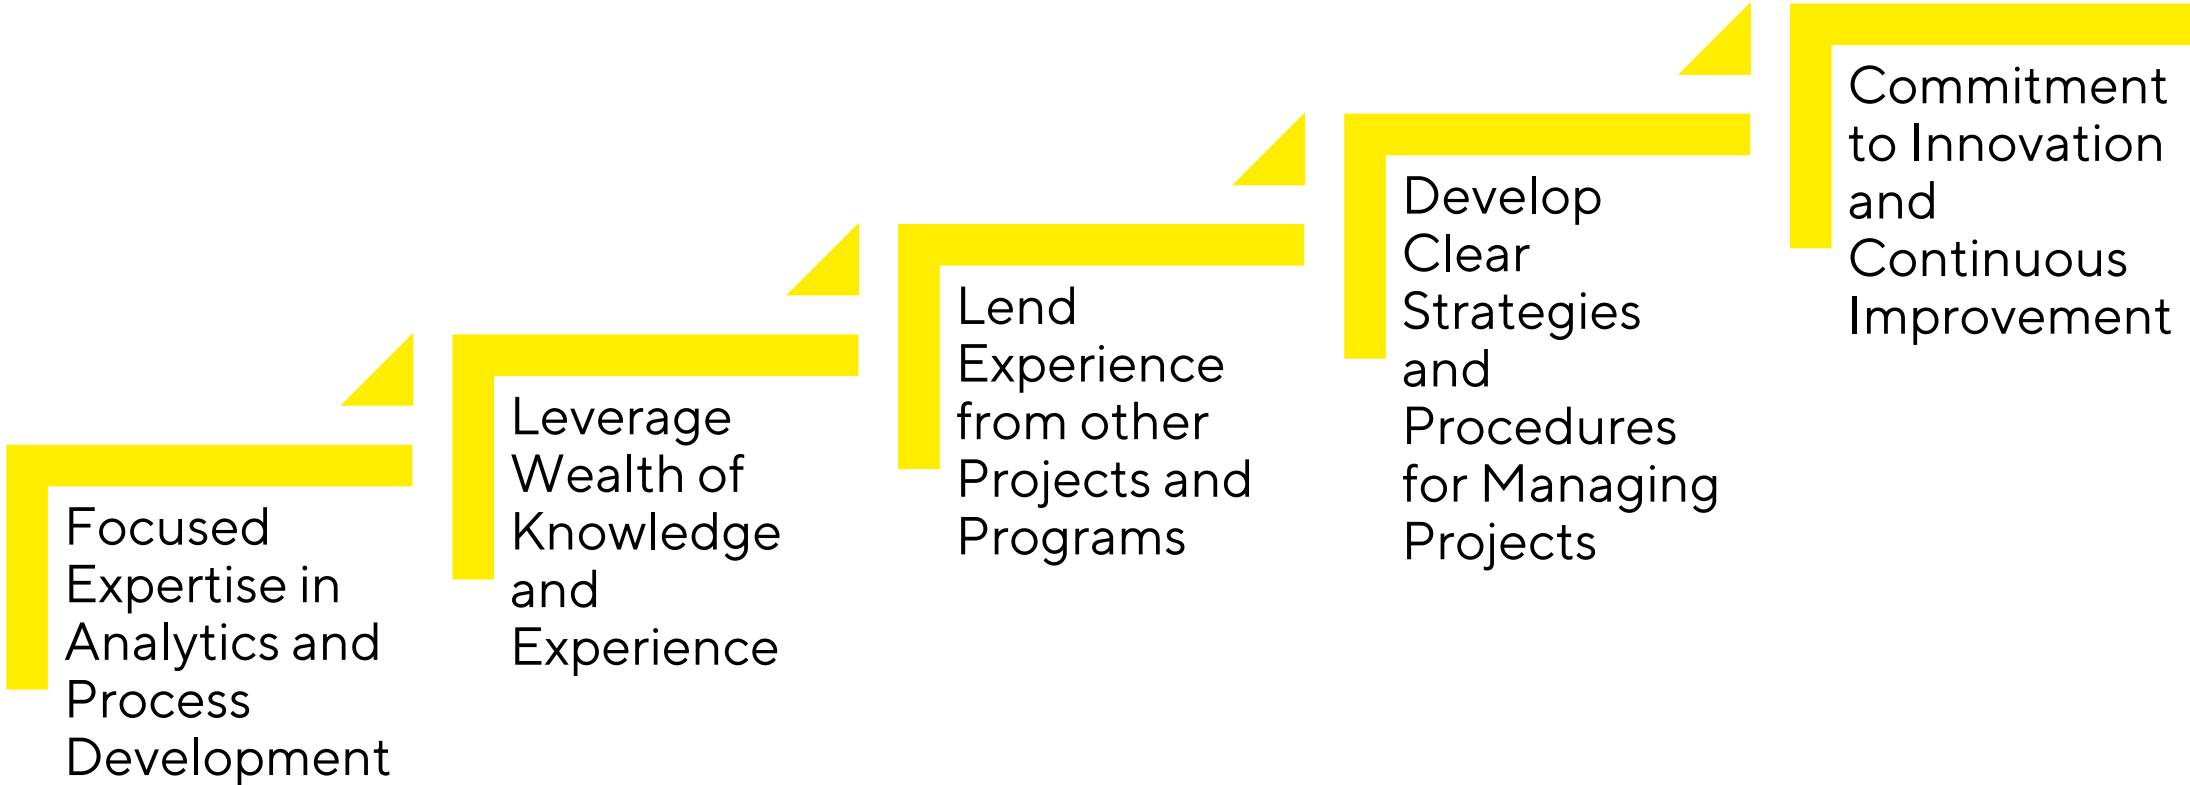 Focused
Expertise in
Analytics and
Process
Development
Leverage
Wealth of
Knowledge
and
Experience
Lend
Experience
from other
Projects and
Programs
Develop
Clear
Strategies
and
Procedures
for Managing
Projects
Commitment
to Innovation
and
Continuous
Improvement